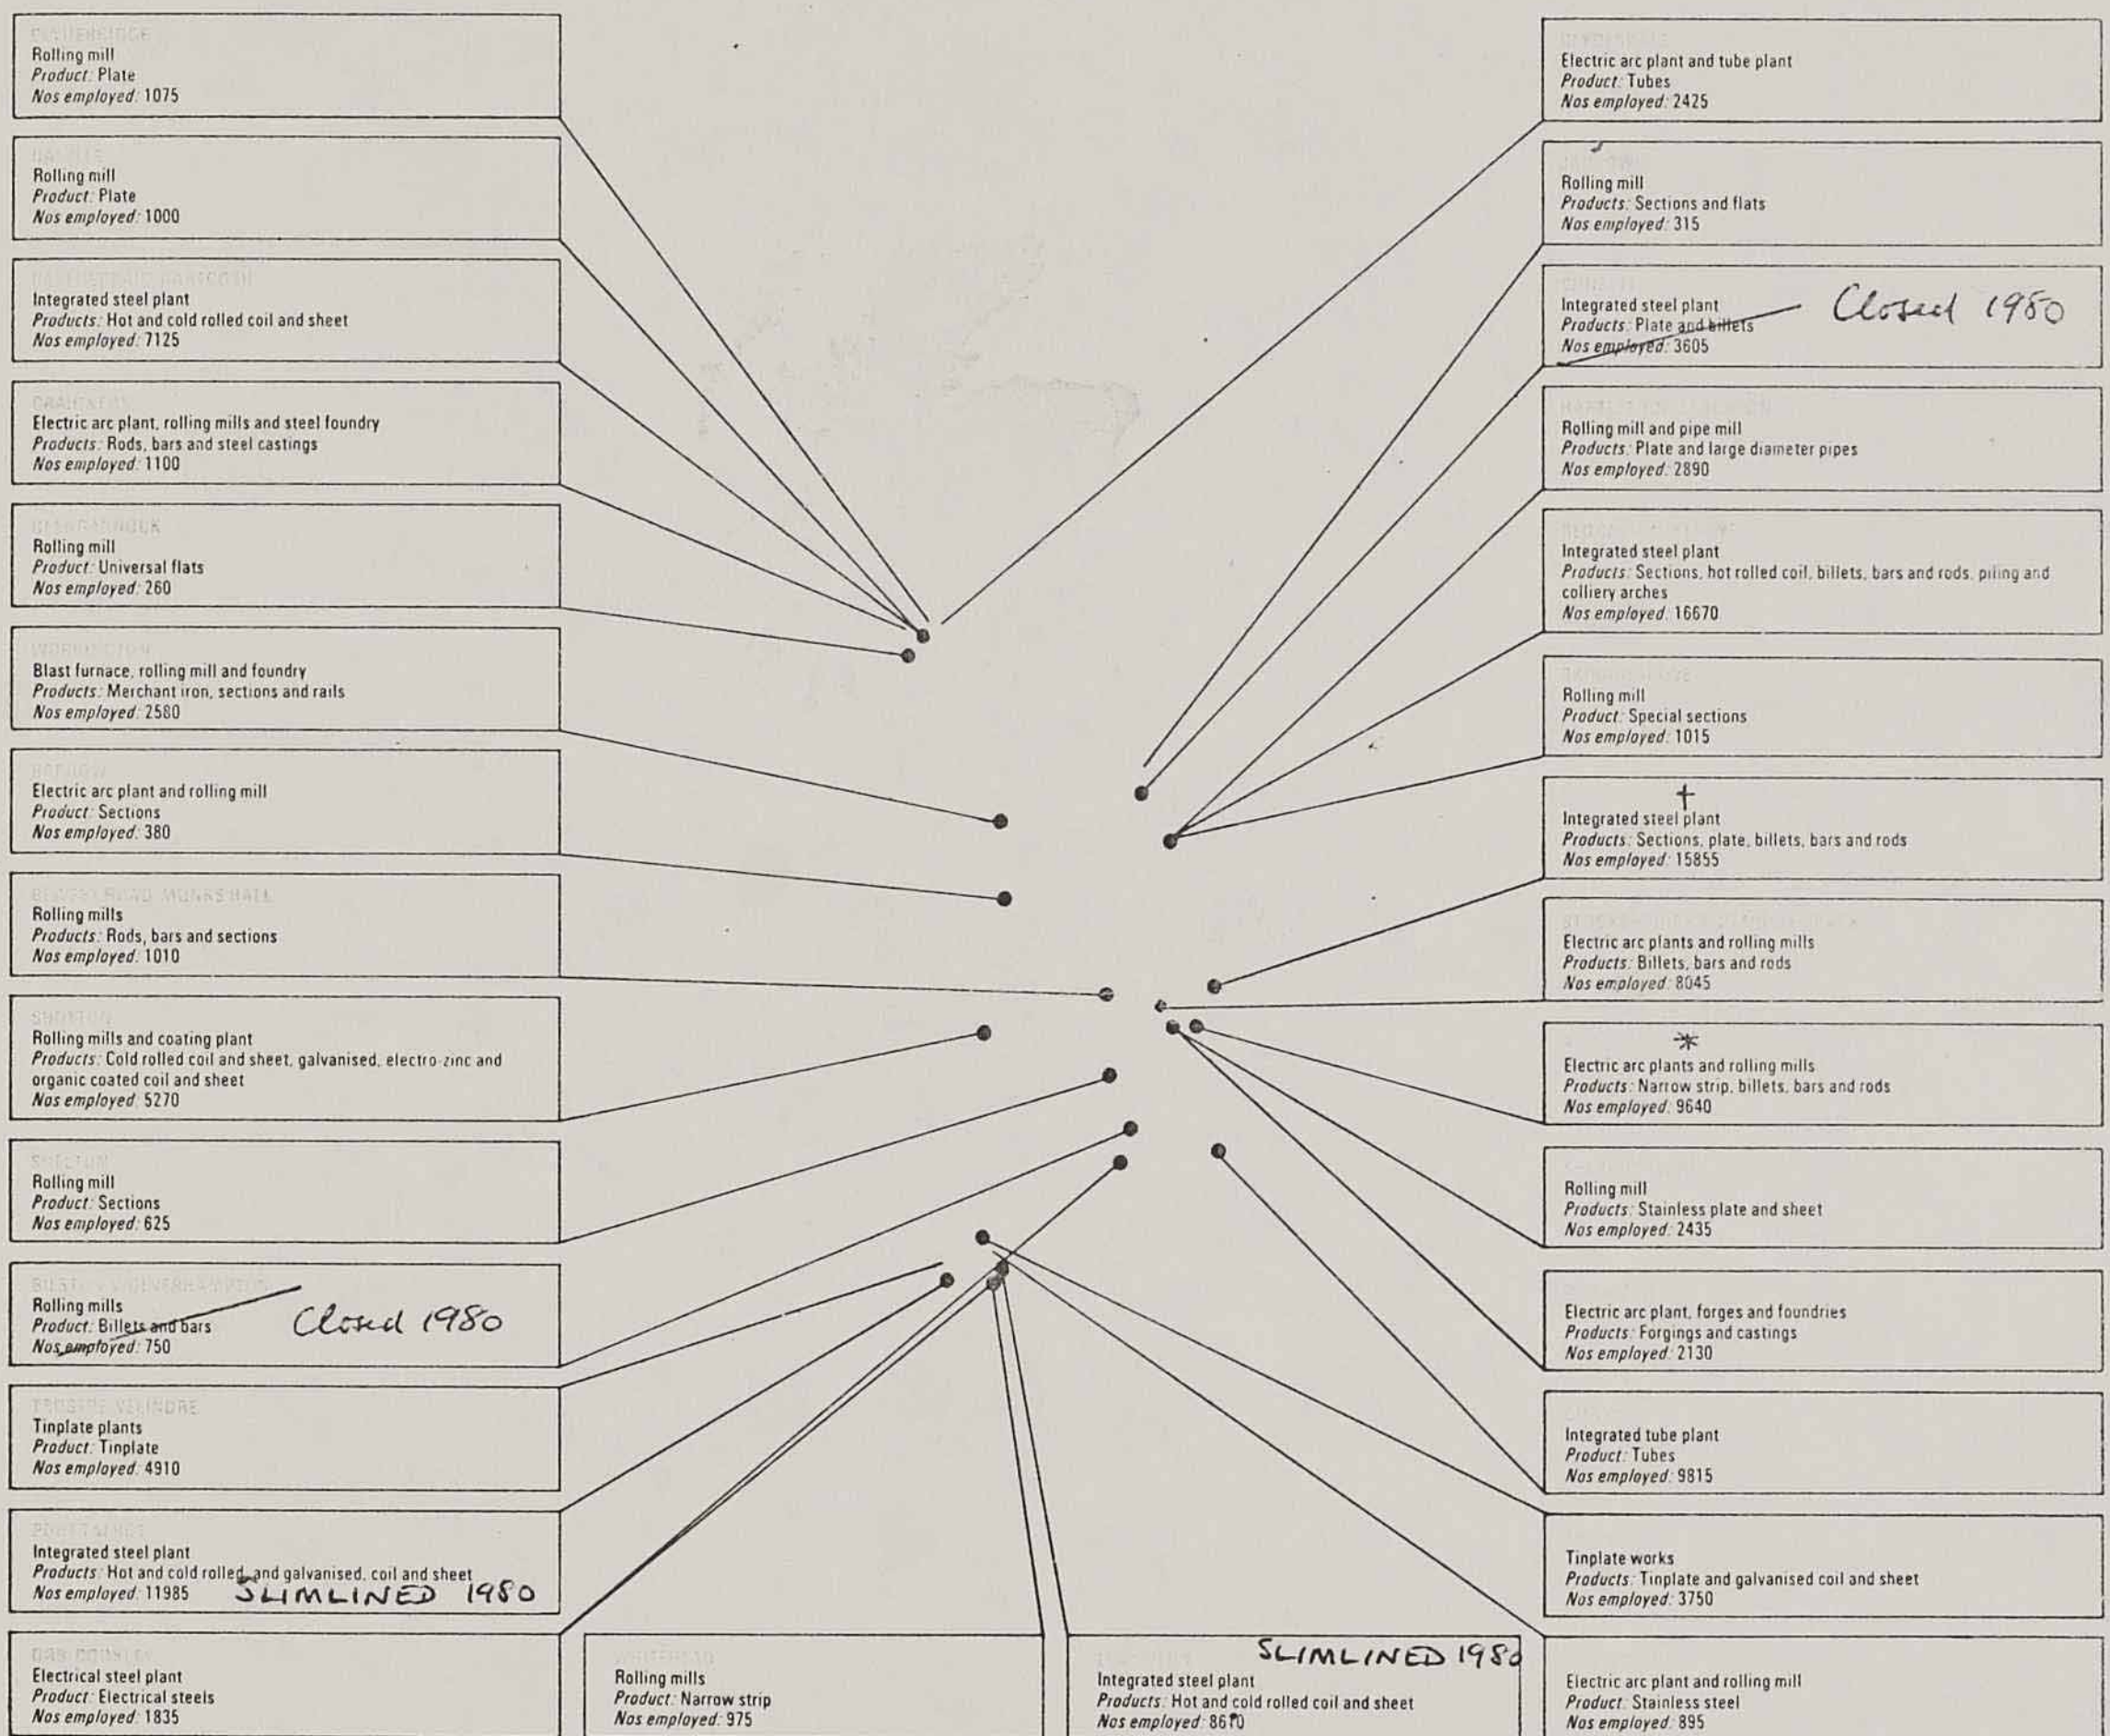 Rolling mill
Product: Plate
Nos employed: 1075
Rolling mill
Product: Plate
Nos employed: 1000
Integrated steel plant
Products: Hot and cold rolled coil and sheet
Nos employed: 7125
Electric arc plant, rolling mills and steel foundry
Products: Rods, bars and steel castings
Nos employed: 1100
Rolling mill
Product: Universal flats
Nos employed: 260
WORKINGTON
Blast furnace, rolling mill and foundry
Products: Merchant iron, sections and rails
Nos employed: 2580
BARROW
Electric arc plant and rolling mill
Product: Sections
Nos employed: 380
MONKS HALL
Rolling mills
Products: Rods, bars and sections
Nos employed: 1010
SHOTTON
Rolling mills and coating plant
Products: Cold rolled coil and sheet, galvanised, electro-zinc and
organic coated coil and sheet
Nos employed: 5270
SHELTON
Rolling mill
Product: Sections
Nos employed: 625
BILSTON WOLVERHAMPTON
Rolling mills
Product: Billets and bars
Nos employed: 750
Closed 1980
TROSTRE VELINDRE
Tinplate plants
Product: Tinplate
Nos employed: 4910
PORT TALBOT
Integrated steel plant
Products: Hot and cold rolled, and galvanised, coil and sheet
Nos employed: 11985 SLIMLINED 1980
ORB
Electrical steel plant
Product: Electrical steels
Nos employed: 1835
WHITEHEAD
Rolling mills
Product: Narrow strip
Nos employed: 975
SLIMLINED 1980
Integrated steel plant
Products: Hot and cold rolled coil and sheet
Nos employed: 8670
Electric arc plant and tube plant
Product: Tubes
Nos employed: 2425
Rolling mill
Products: Sections and flats
Nos employed: 315
Integrated steel plant
Products: Plate and billets
Nos employed: 3605
Closed 1980
Rolling mill and pipe mill
Products: Plate and large diameter pipes
Nos employed: 2890
Integrated steel plant
Products: Sections, hot rolled coil, billets, bars and rods, piling and
colliery arches
Nos employed: 16670
Rolling mill
Product: Special sections
Nos employed: 1015
†
Integrated steel plant
Products: Sections, plate, billets, bars and rods
Nos employed: 15855
Electric arc plants and rolling mills
Products: Billets, bars and rods
Nos employed: 8045
*
Electric arc plants and rolling mills
Products: Narrow strip, billets, bars and rods
Nos employed: 9640
Rolling mill
Products: Stainless plate and sheet
Nos employed: 2435
Electric arc plant, forges and foundries
Products: Forgings and castings
Nos employed: 2130
Integrated tube plant
Product: Tubes
Nos employed: 9815
Tinplate works
Products: Tinplate and galvanised coil and sheet
Nos employed: 3750
Electric arc plant and rolling mill
Product: Stainless steel
Nos employed: 895